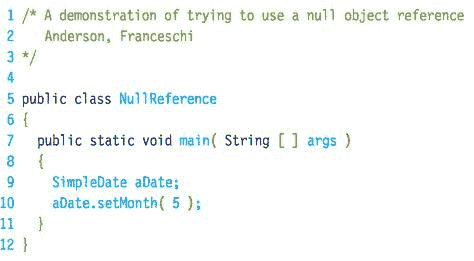 1 /* A demonstration of trying to use a null object reference
2    Anderson, Franceschi
3 */
4
5 public class NullReference
6 {
7   public static void main( String [ ] args )
8   {
9     SimpleDate aDate;
10     aDate.setMonth( 5 );
11   }
12 }